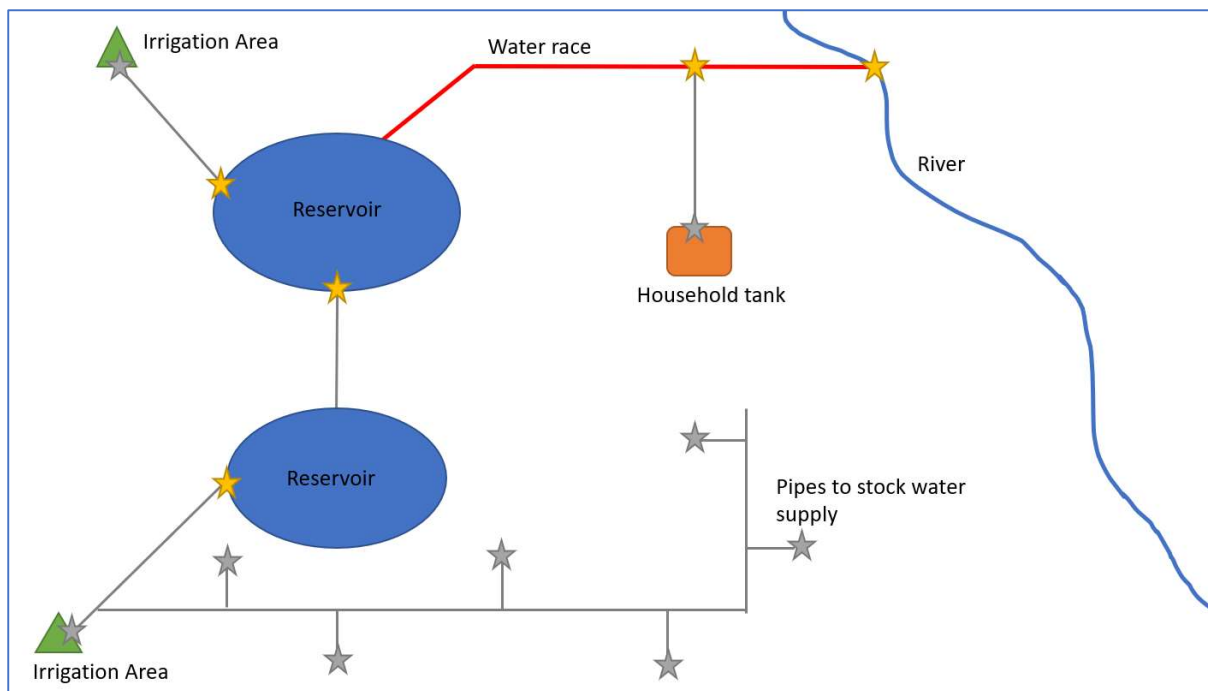 Irrigation Area
Water race
River
Reservoir
Household tank
Reservoir
Pipes to stock water
supply
Irrigation Area